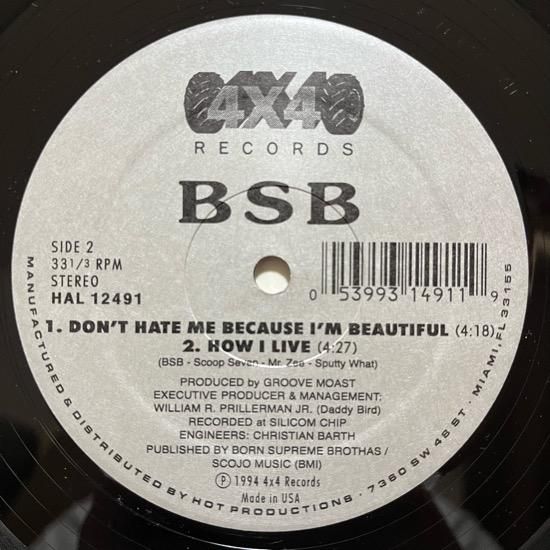 4X4
RECORDS
BSB
SIDE 2
33 1/3 RPM
STEREO
HAL 12491
0 53993 14911 9
1. DON'T HATE ME BECAUSE I'M BEAUTIFUL (4:18)
2. HOW I LIVE (4:27)
(BSB - Scoop Seven - Mr. Zee - Sputty What)
PRODUCED by GROOVE MOAST
EXECUTIVE PRODUCER & MANAGEMENT:
WILLIAM R. PRILLERMAN JR. (Daddy Bird)
RECORDED at SILICOM CHIP
ENGINEERS: CHRISTIAN BARTH
PUBLISHED BY BORN SUPREME BROTHAS /
SCOJO MUSIC (BMI)
Ⓟ 1994 4x4 Records
Made in USA
MANUFACTURED & DISTRIBUTED BY HOT PRODUCTIONS · 7360 SW 48 ST · MIAMI, FL 33155